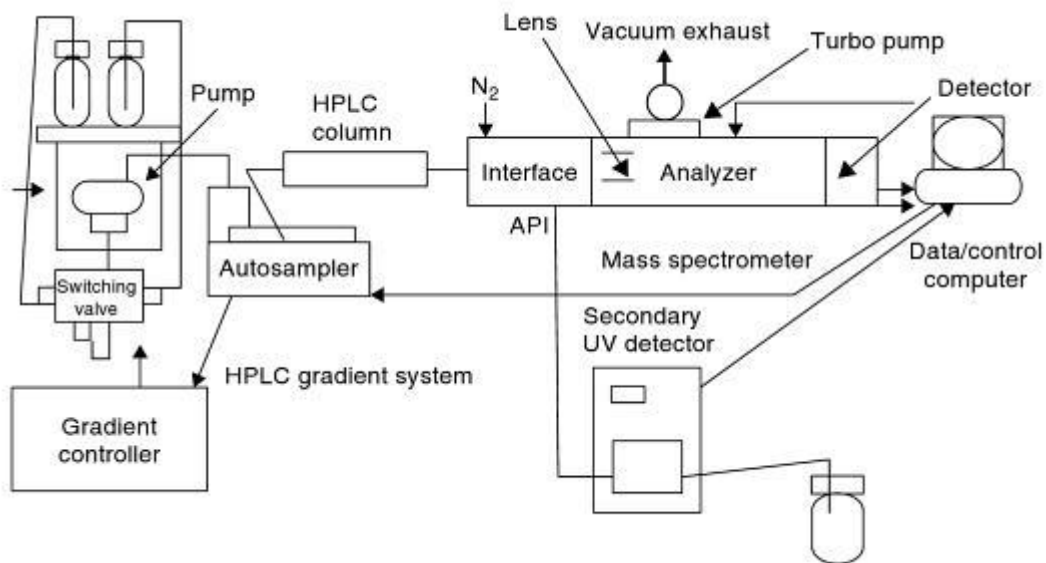 Lens
Vacuum exhaust
Turbo pump
Pump
HPLC
column
N2
Detector
Interface
Analyzer
API
Autosampler
Mass spectrometer
Data/control
computer
Switching
valve
Secondary
UV detector
HPLC gradient system
Gradient
controller